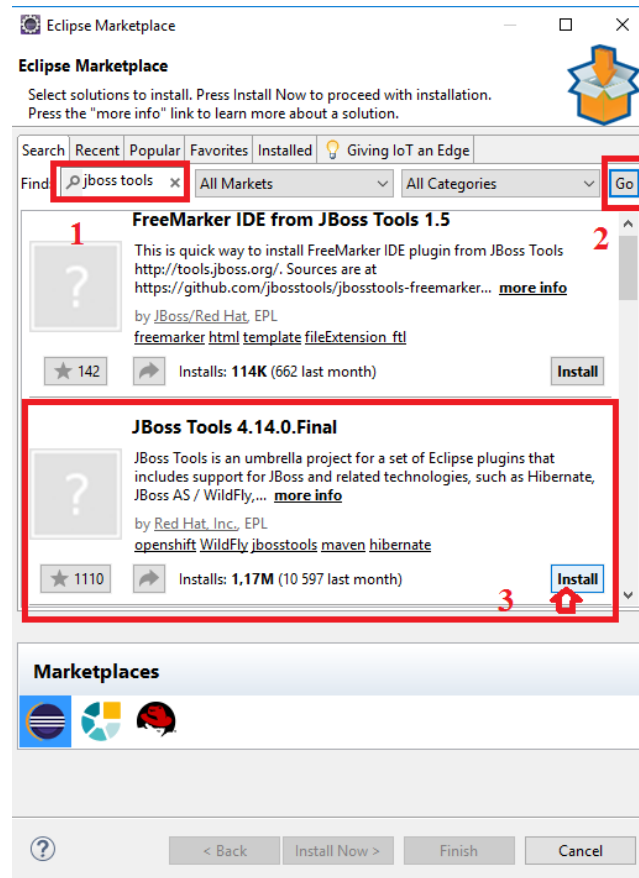 Eclipse Marketplace
Eclipse Marketplace
Select solutions to install. Press Install Now to proceed with installation.
Press the "more info" link to learn more about a solution.
Search Recent Popular Favorites Installed Giving IoT an Edge
Find: jboss tools All Markets All Categories Go
1
2
FreeMarker IDE from JBoss Tools 1.5
This is quick way to install FreeMarker IDE plugin from JBoss Tools
http://tools.jboss.org/. Sources are at
https://github.com/jbosstools/jbosstools-freemarker... more info
by JBoss/Red Hat, EPL
freemarker html template fileExtension_ftl
142 Installs: 114K (662 last month) Install
JBoss Tools 4.14.0.Final
JBoss Tools is an umbrella project for a set of Eclipse plugins that
includes support for JBoss and related technologies, such as Hibernate,
JBoss AS / WildFly,... more info
by Red Hat, Inc., EPL
openshift WildFly jbosstools maven hibernate
1110 Installs: 1,17M (10 597 last month) Install
3
Marketplaces
? < Back Install Now > Finish Cancel